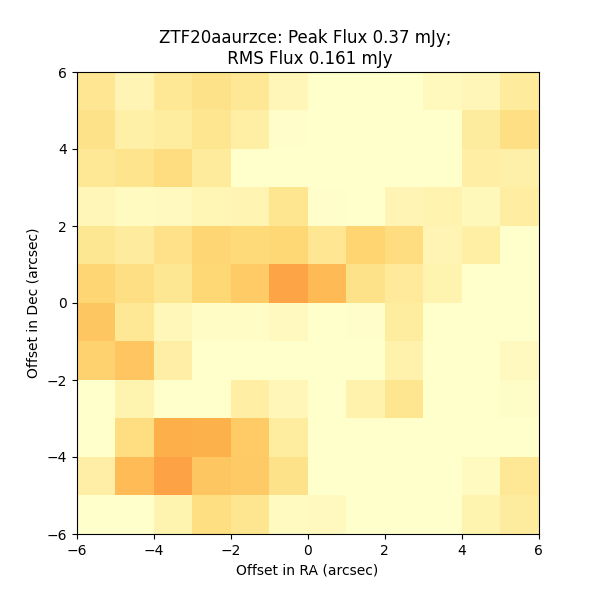 ZTF20aaurzce: Peak Flux 0.37 mJy;
RMS Flux 0.161 mJy
6
4
2
0
−2
−4
−6
Offset in Dec (arcsec)
−6 −4 −2 0 2 4 6
Offset in RA (arcsec)